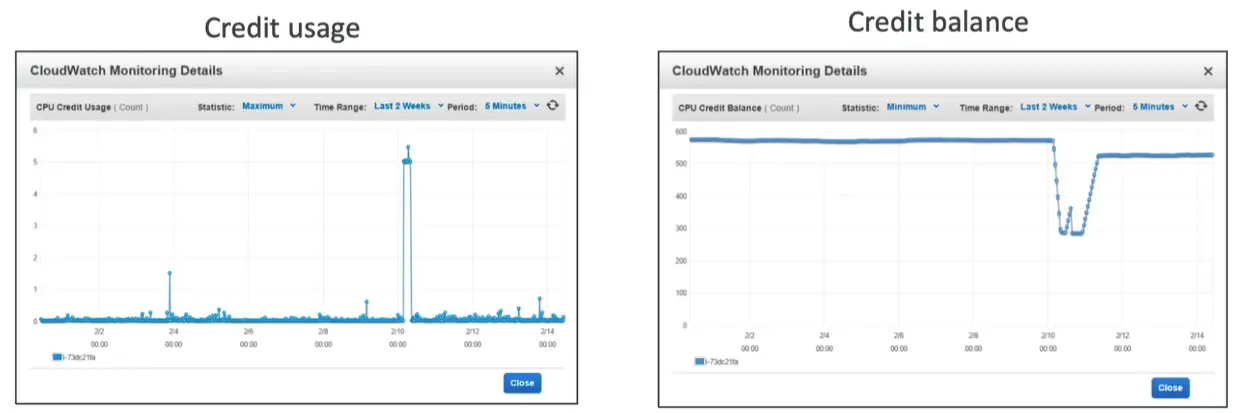 Credit usage
CloudWatch Monitoring Details ×
CPU Credit Usage ( Count ) Statistic: Maximum Time Range: Last 2 Weeks Period: 5 Minutes
6
5
4
3
2
1
0
2/2 2/4 2/6 2/8 2/10 2/12 2/14
00:00 00:00 00:00 00:00 00:00 00:00 00:00
i-73dc21fa
Close
Credit balance
CloudWatch Monitoring Details ×
CPU Credit Balance ( Count ) Statistic: Minimum Time Range: Last 2 Weeks Period: 5 Minutes
600
500
400
300
200
100
0
2/2 2/4 2/6 2/8 2/10 2/12 2/14
00:00 00:00 00:00 00:00 00:00 00:00 00:00
i-73dc21fa
Close